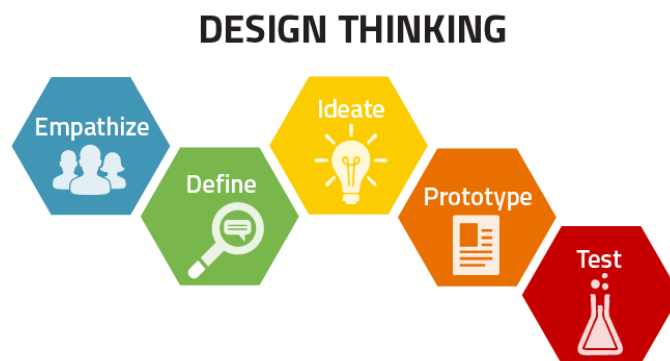 DESIGN THINKING
Empathize
Define
Ideate
Prototype
Test